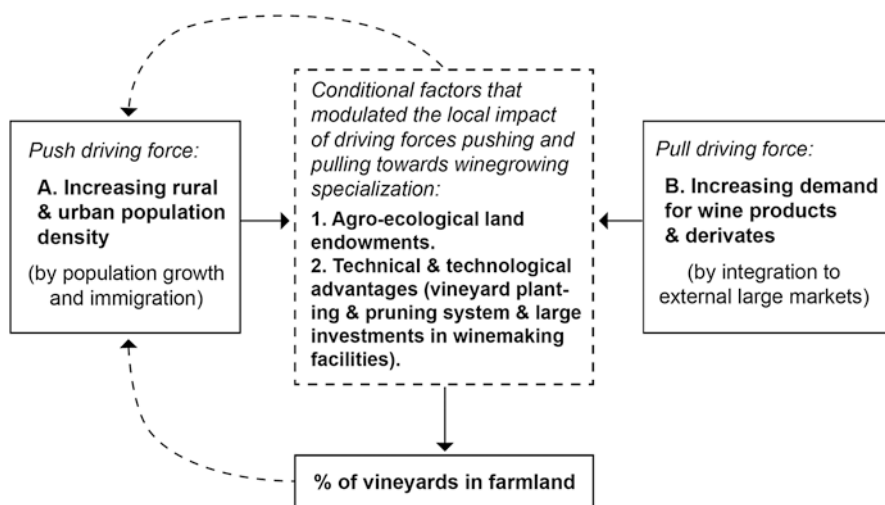 Push driving force:
A. Increasing rural
& urban population
density
(by population growth
and immigration)
Conditional factors that
modulated the local impact
of driving forces pushing and
pulling towards winegrowing
specialization:
1. Agro-ecological land
endowments.
2. Technical & technological
advantages (vineyard plant-
ing & pruning system & large
investments in winemaking
facilities).
Pull driving force:
B. Increasing demand
for wine products
& derivates
(by integration to
external large markets)
% of vineyards in farmland